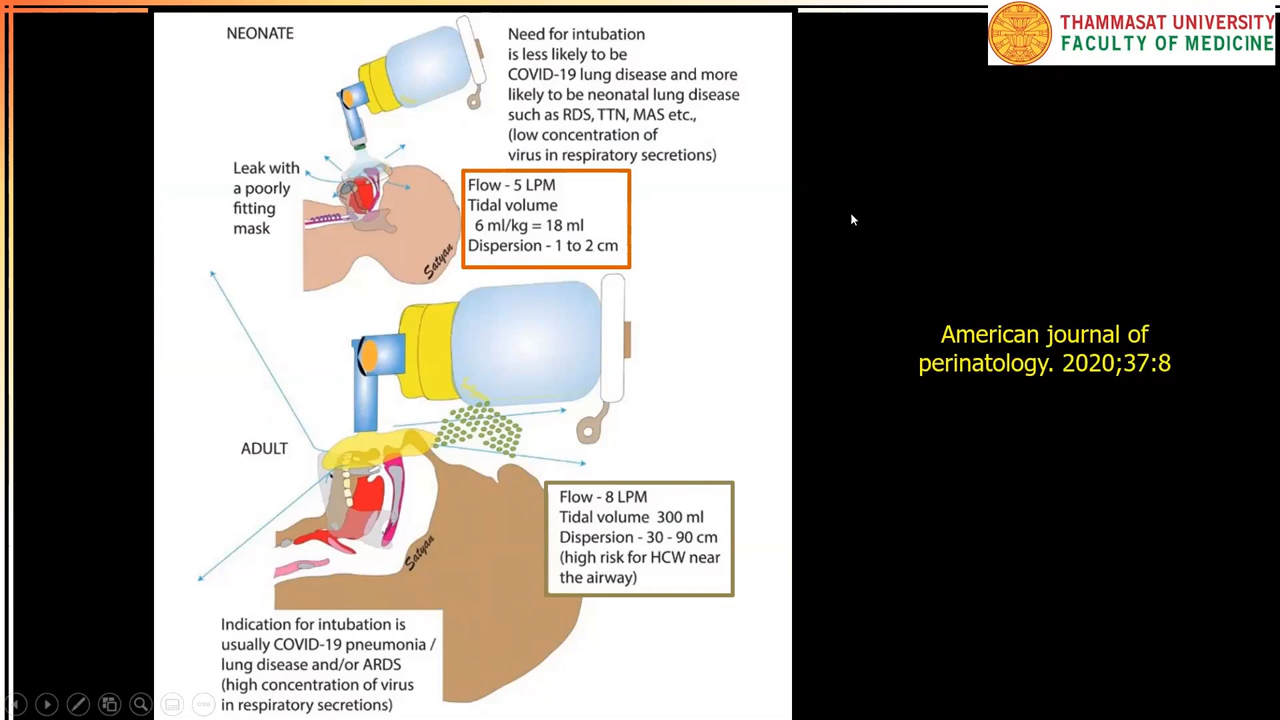 THAMMASAT UNIVERSITY
FACULTY OF MEDICINE
NEONATE
Need for intubation
is less likely to be
COVID-19 lung disease and more
likely to be neonatal lung disease
such as RDS, TTN, MAS etc.,
(low concentration of
virus in respiratory secretions)
Leak with
a poorly
fitting
mask
Flow - 5 LPM
Tidal volume
6 ml/kg = 18 ml
Dispersion - 1 to 2 cm
Satyan
American journal of
perinatology. 2020;37:8
ADULT
Flow - 8 LPM
Tidal volume 300 ml
Dispersion - 30 - 90 cm
(high risk for HCW near
the airway)
Satyan
Indication for intubation is
usually COVID-19 pneumonia /
lung disease and/or ARDS
(high concentration of virus
in respiratory secretions)